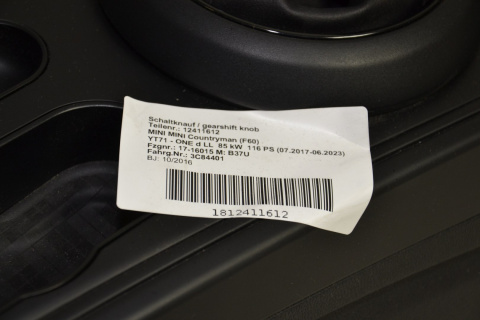 Schaltknauf / gearshift knob
Teilenr.: 12411612
MINI MINI Countryman (F60)
YT71 - ONE d LL 85 kW 116 PS (07.2017-06.2023)
Fzgnr.: 17-16015 M: B37U
Fahrg.Nr.: 3C84401
BJ: 10/2016
1812411612